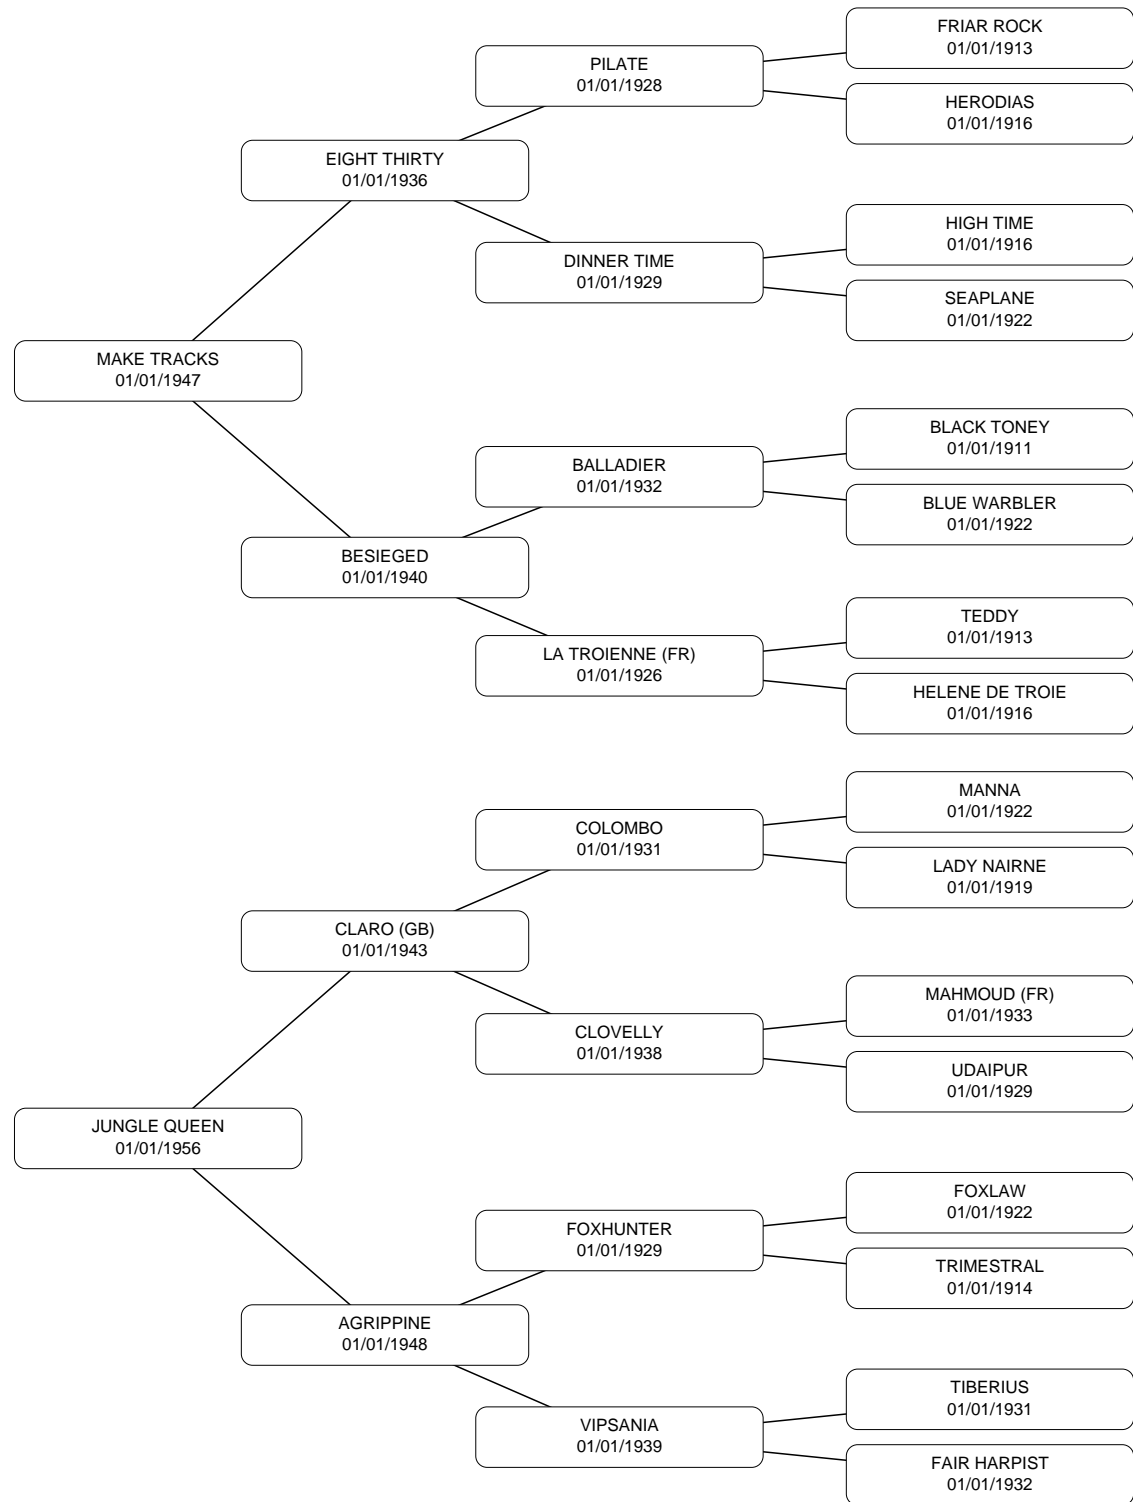 FRIAR ROCK
01/01/1913
PILATE
01/01/1928
HERODIAS
01/01/1916
EIGHT THIRTY
01/01/1936
HIGH TIME
01/01/1916
DINNER TIME
01/01/1929
SEAPLANE
01/01/1922
MAKE TRACKS
01/01/1947
BLACK TONEY
01/01/1911
BALLADIER
01/01/1932
BLUE WARBLER
01/01/1922
BESIEGED
01/01/1940
TEDDY
01/01/1913
LA TROIENNE (FR)
01/01/1926
HELENE DE TROIE
01/01/1916
MANNA
01/01/1922
COLOMBO
01/01/1931
LADY NAIRNE
01/01/1919
CLARO (GB)
01/01/1943
MAHMOUD (FR)
01/01/1933
CLOVELLY
01/01/1938
UDAIPUR
01/01/1929
JUNGLE QUEEN
01/01/1956
FOXLAW
01/01/1922
FOXHUNTER
01/01/1929
TRIMESTRAL
01/01/1914
AGRIPPINE
01/01/1948
TIBERIUS
01/01/1931
VIPSANIA
01/01/1939
FAIR HARPIST
01/01/1932